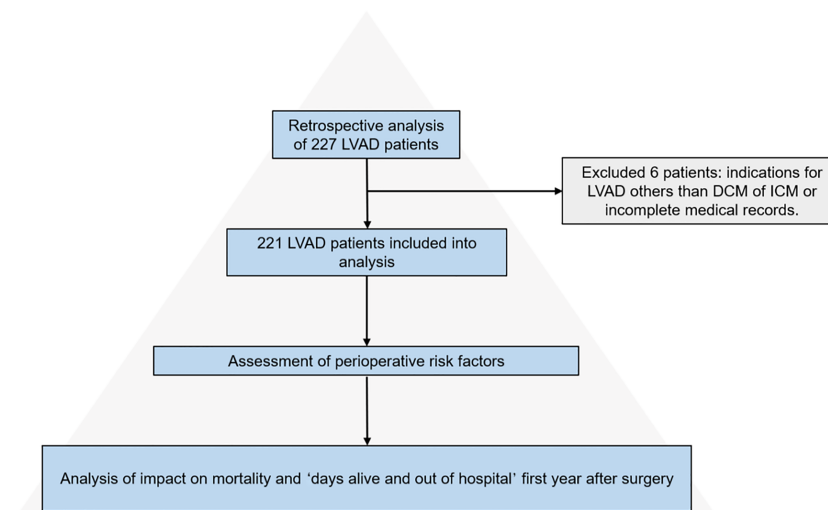 Retrospective analysis
of 227 LVAD patients
Excluded 6 patients: indications for
LVAD others than DCM of ICM or
incomplete medical records.
221 LVAD patients included into
analysis
Assessment of perioperative risk factors
Analysis of impact on mortality and ‘days alive and out of hospital’ first year after surgery